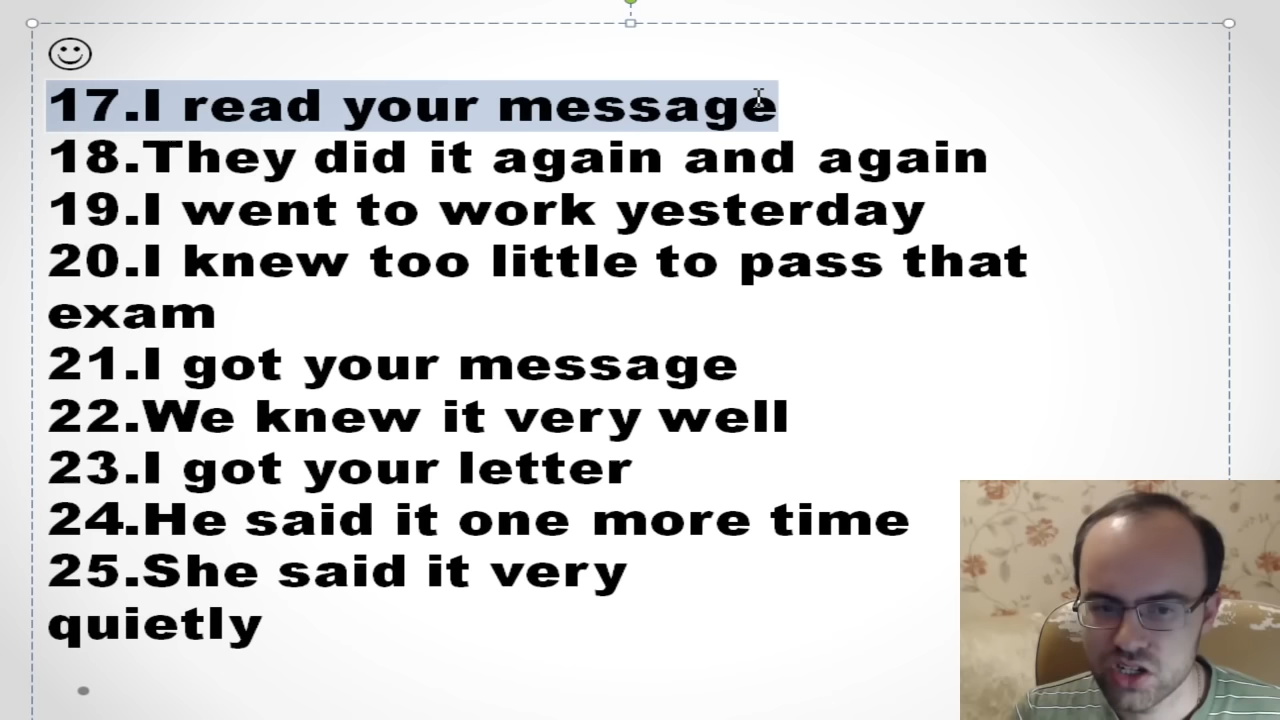 17.I read your message
18.They did it again and again
19.I went to work yesterday
20.I knew too little to pass that
exam
21.I got your message
22.We knew it very well
23.I got your letter
24.He said it one more time
25.She said it very
quietly